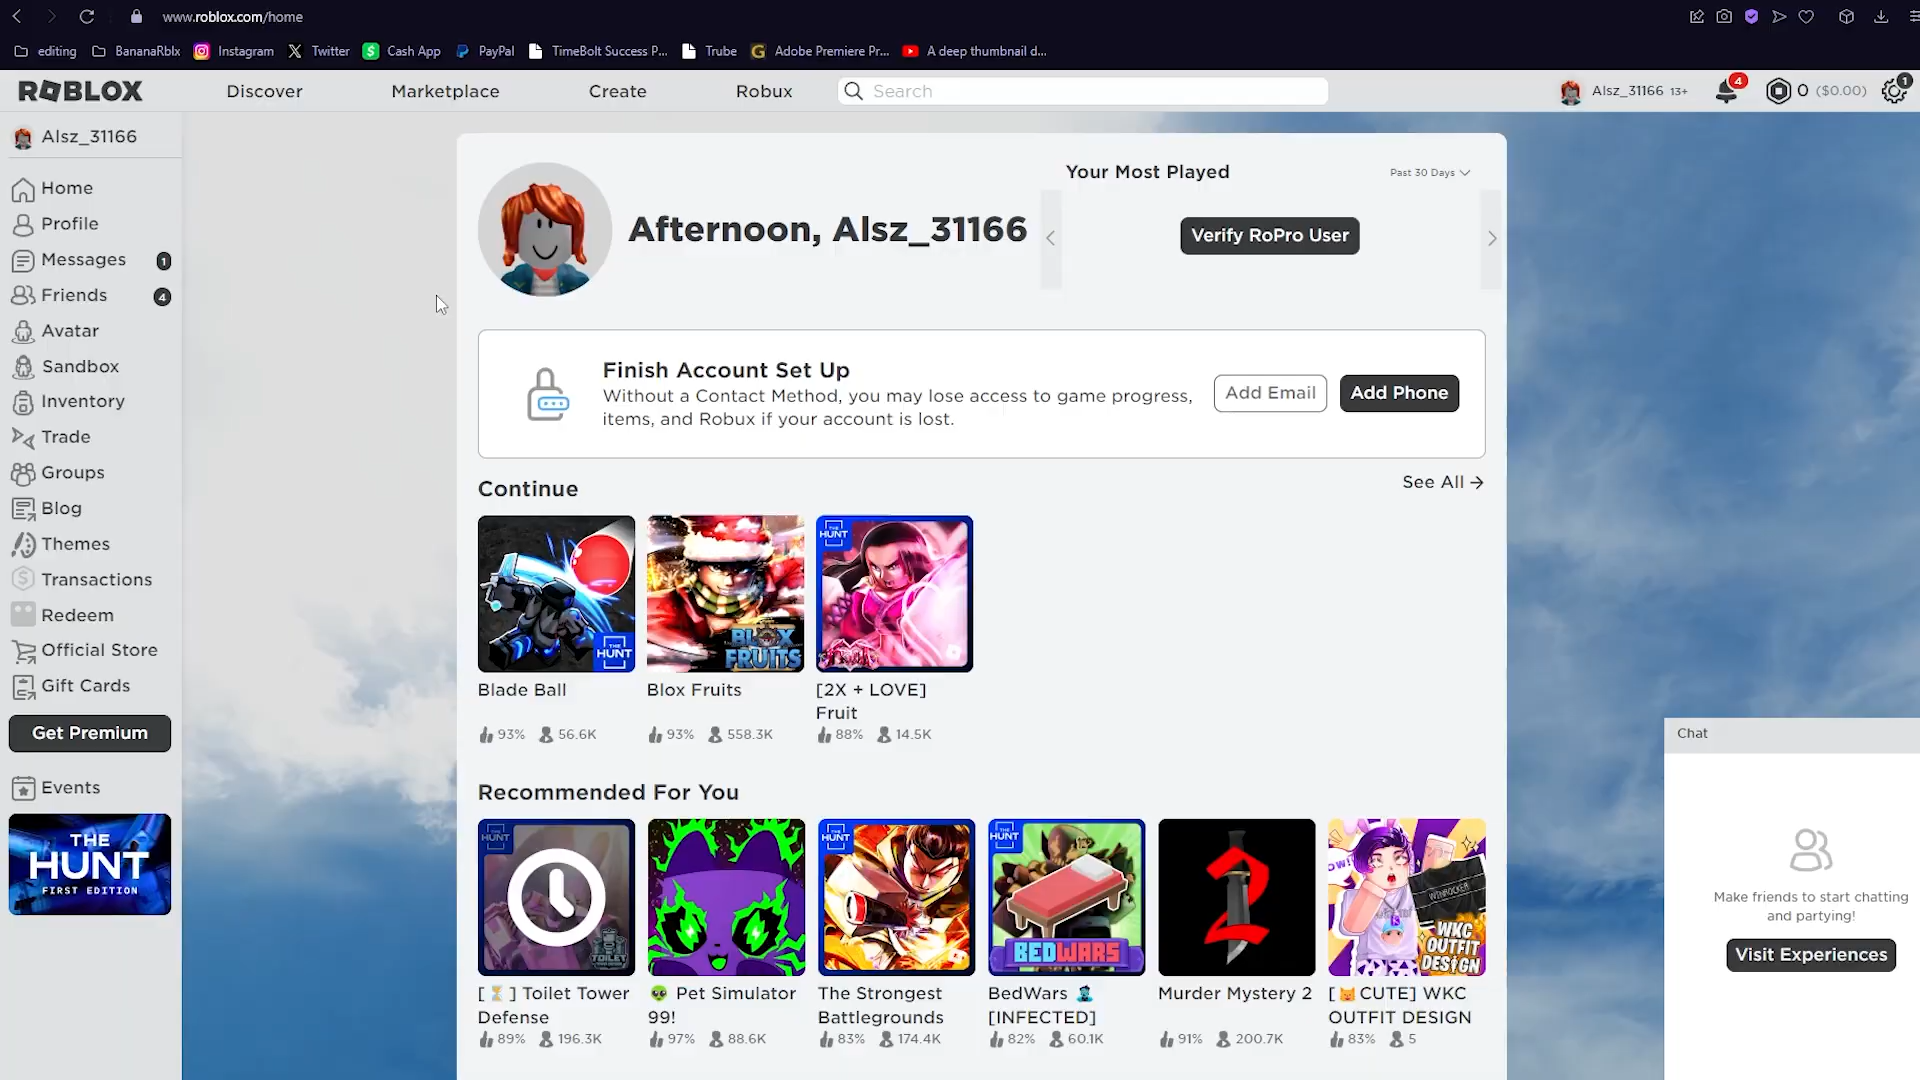 www.roblox.com/home
editing
BananaRblx
Instagram
Twitter
Cash App
PayPal
TimeBolt Success P...
Trube
Adobe Premiere Pr...
A deep thumbnail d...
ROBLOX
Discover
Marketplace
Create
Robux
Search
Alsz_31166 13+
4
0 ($0.00)
1
Alsz_31166
Home
Profile
Messages 1
Friends 4
Avatar
Sandbox
Inventory
Trade
Groups
Blog
Themes
Transactions
Redeem
Official Store
Gift Cards
Get Premium
Events
THE
HUNT
FIRST EDITION
Afternoon, Alsz_31166
Your Most Played
Past 30 Days
Verify RoPro User
Finish Account Set Up
Without a Contact Method, you may lose access to game progress,
items, and Robux if your account is lost.
Add Email
Add Phone
Continue
See All →
THE HUNT
BLOX
FRUITS
THE
HUNT
Blade Ball
Blox Fruits
[2X + LOVE]
Fruit
93% 56.6K
93% 558.3K
88% 14.5K
Recommended For You
HUNT
TOILET
HUNT
HUNT
BEDWARS
2
WKC
OUTFIT
DESIGN
[⏳] Toilet Tower
Defense
👽 Pet Simulator
99!
The Strongest
Battlegrounds
BedWars 🧟
[INFECTED]
Murder Mystery 2
[🐱 CUTE] WKC
OUTFIT DESIGN
89% 196.3K
97% 88.6K
83% 174.4K
82% 60.1K
91% 200.7K
83% 5
Chat
Make friends to start chatting
and partying!
Visit Experiences